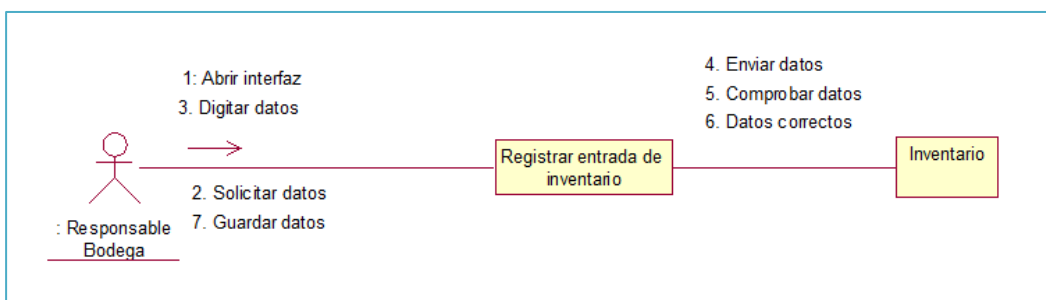 1: Abrir interfaz
3. Digitar datos
2. Solicitar datos
7. Guardar datos
: Responsable
Bodega
Registrar entrada de
inventario
4. Enviar datos
5. Comprobar datos
6. Datos correctos
Inventario